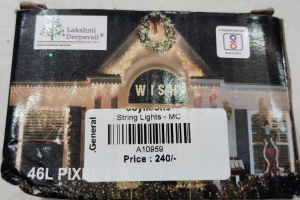 Lakshmi
Deepavali
WISH
.General
String Lights - MC
A10959
Price : 240/-
46L PIX